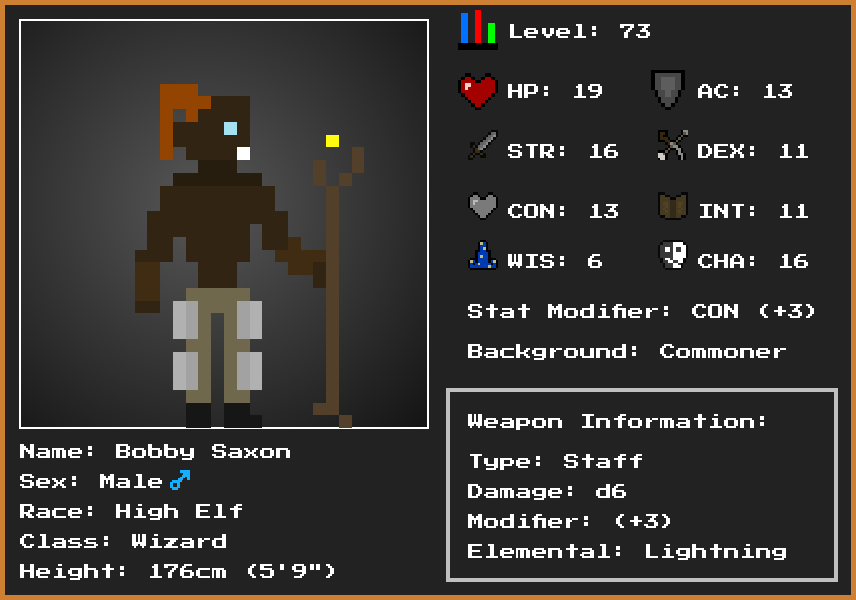 Level: 73
HP: 19
AC: 13
STR: 16
DEX: 11
CON: 13
INT: 11
WIS: 6
CHA: 16
Stat Modifier: CON (+3)
Background: Commoner
Weapon Information:
Type: Staff
Damage: d6
Modifier: (+3)
Elemental: Lightning
Name: Bobby Saxon
Sex: Male ♂
Race: High Elf
Class: Wizard
Height: 176cm (5'9")